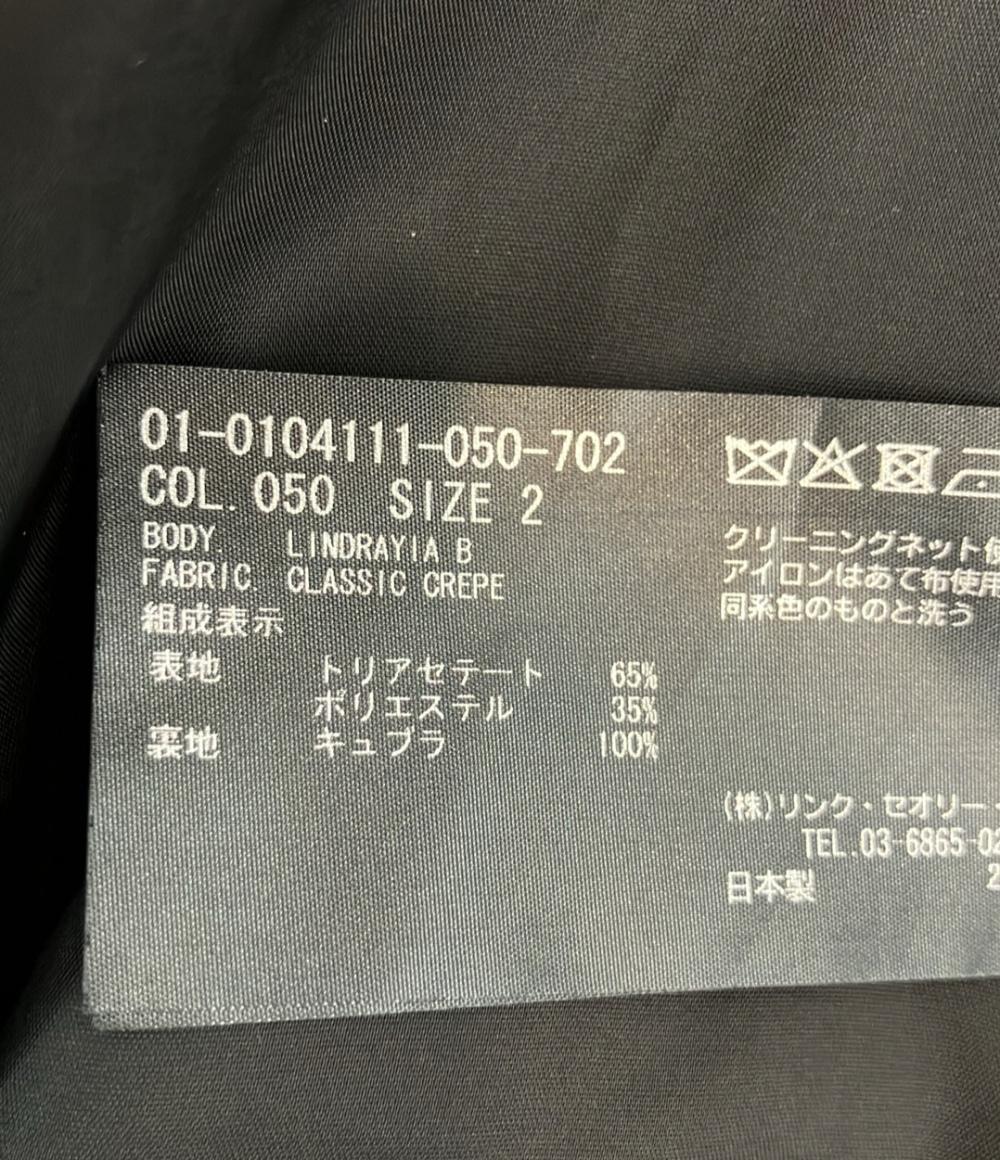 01-0104111-050-702
COL. 050 SIZE 2
BODY. LINDRAYIA B
FABRIC. CLASSIC CREPE
組成表示
表地 トリアセテート 65%
ポリエステル 35%
裏地 キュプラ 100%
クリーニングネット使
アイロンはあて布使用
同系色のものと洗う
(株)リンク・セオリー・
TEL.03-6865-02
日本製 2